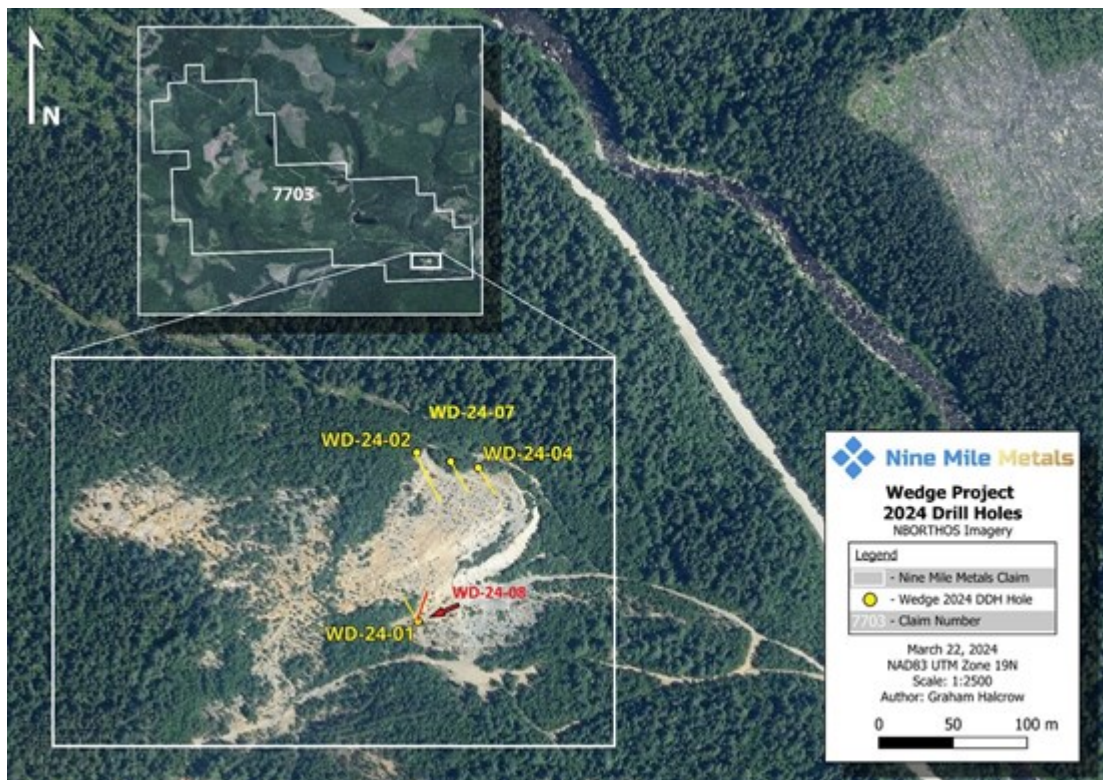 N
7703
WD-24-07
WD-24-02
WD-24-04
WD-24-08
WD-24-01
Nine Mile Metals
Wedge Project
2024 Drill Holes
NBORTHOS Imagery
Legend
- Nine Mile Metals Claim
- Wedge 2024 DDH Hole
7703 - Claim Number
March 22, 2024
NAD83 UTM Zone 19N
Scale: 1:2500
Author: Graham Halcrow
0 50 100 m